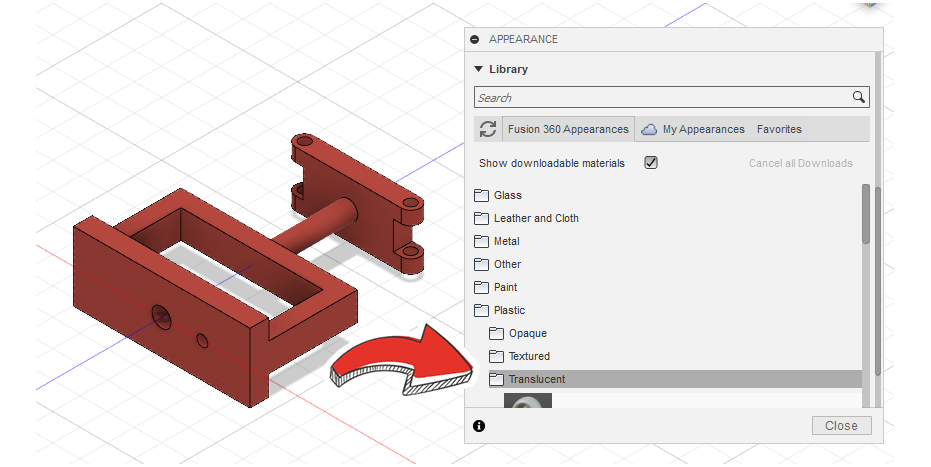 APPEARANCE
Library
Search
Fusion 360 Appearances My Appearances Favorites
Show downloadable materials Cancel all Downloads
Glass
Leather and Cloth
Metal
Other
Paint
Plastic
Opaque
Textured
Translucent
Close